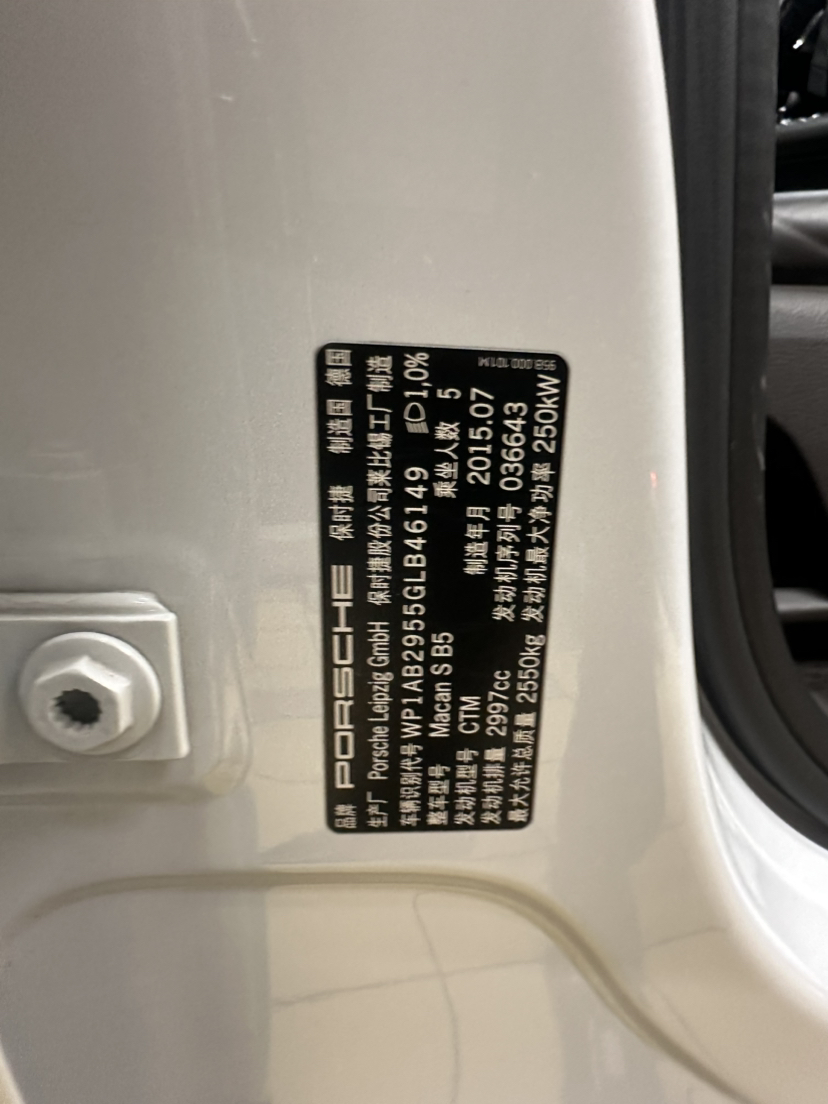 品牌 PORSCHE 保时捷 制造国 德国
生产厂 Porsche Leipzig GmbH 保时捷股份公司莱比锡工厂制造
车辆识别代号 WP1AB2955GLB46149 1,0%
整车型号 Macan S B5 乘坐人数 5
发动机型号 CTM 制造年月 2015.07
发动机排量 2997cc 发动机序列号 036643
最大允许总质量 2550kg 发动机最大净功率 250kW
958.000.101M